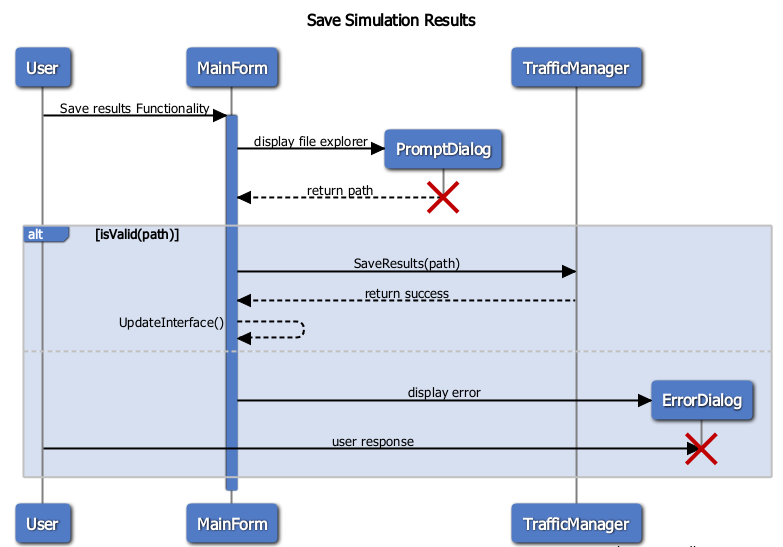 Save Simulation Results
User
MainForm
TrafficManager
Save results Functionality
display file explorer
PromptDialog
return path
alt
[isValid(path)]
SaveResults(path)
return success
UpdateInterface()
display error
ErrorDialog
user response
User
MainForm
TrafficManager